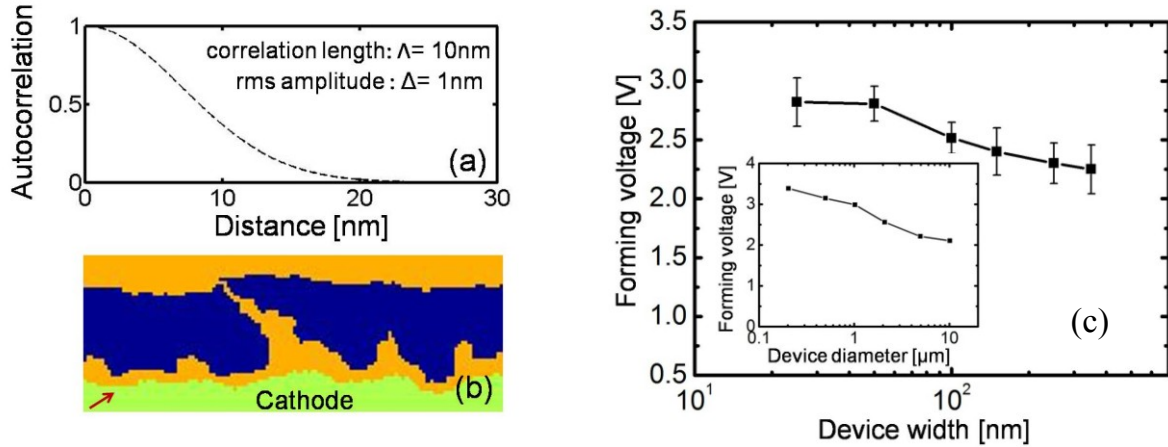 1
0.5
0
0
10
20
30
Autocorrelation
correlation length: Λ = 10nm
rms amplitude : Δ = 1nm
(a)
Distance [nm]
Cathode
(b)
3.5
3.0
2.5
2.0
1.5
1.0
0.5
Forming voltage [V]
4
3
2
1
0
Forming voltage [V]
0.1
1
10
Device diameter [μm]
(c)
10¹
10²
Device width [nm]